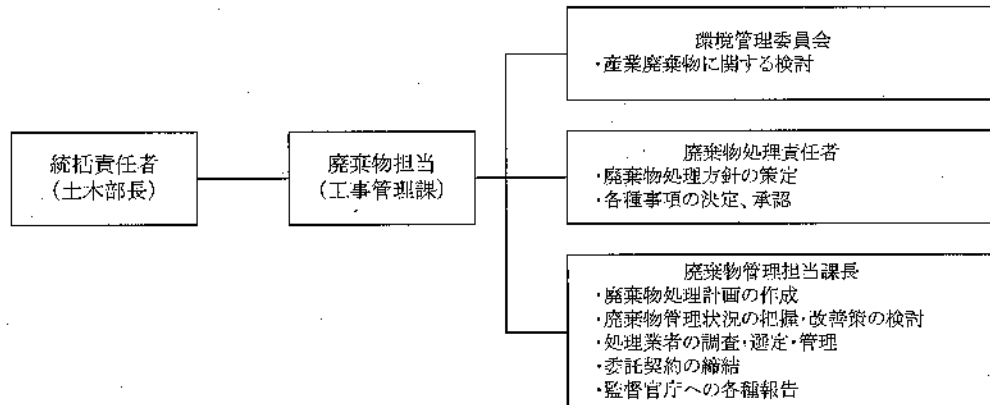 環境管理委員会
・産業廃棄物に関する検討
統括責任者
(土木部長)
廃棄物担当
(工事管理課)
廃棄物処理責任者
・廃棄物処理方針の策定
・各種事項の決定、承認
廃棄物管理担当課長
・廃棄物処理計画の作成
・廃棄物管理状況の把握・改善策の検討
・処理業者の調査・選定・管理
・委託契約の締結
・監督官庁への各種報告